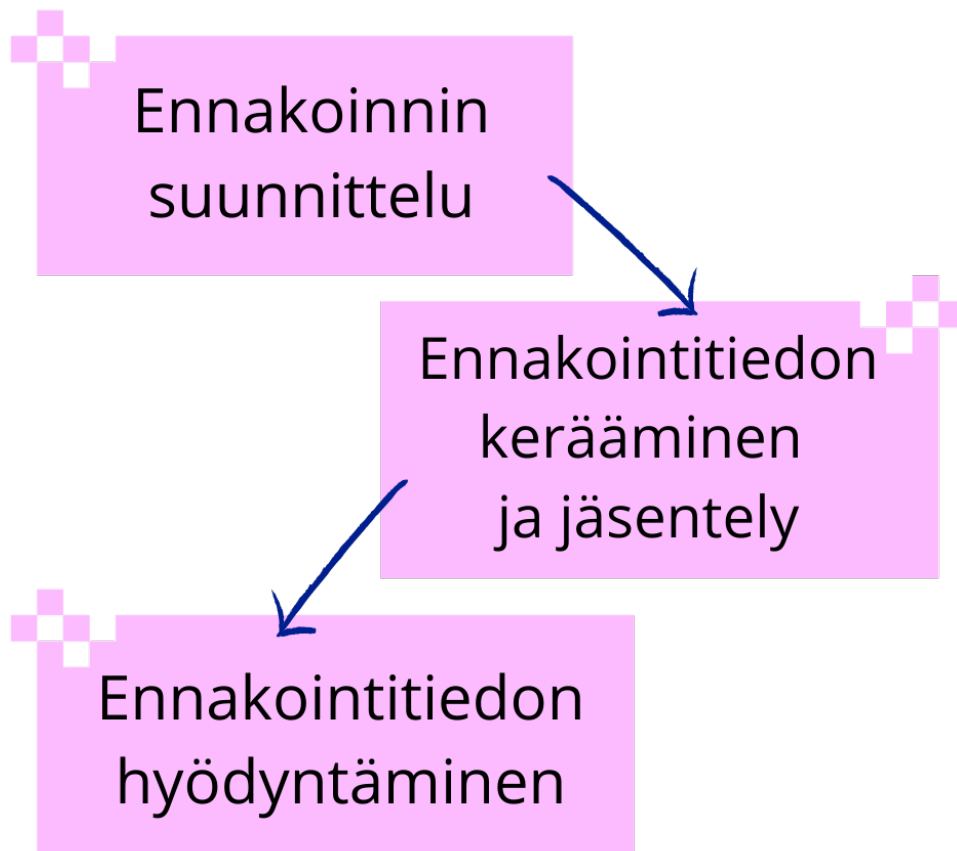 Ennakoinnin
suunnittelu
Ennakointitiedon
kerääminen
ja jäsentely
Ennakointitiedon
hyödyntäminen